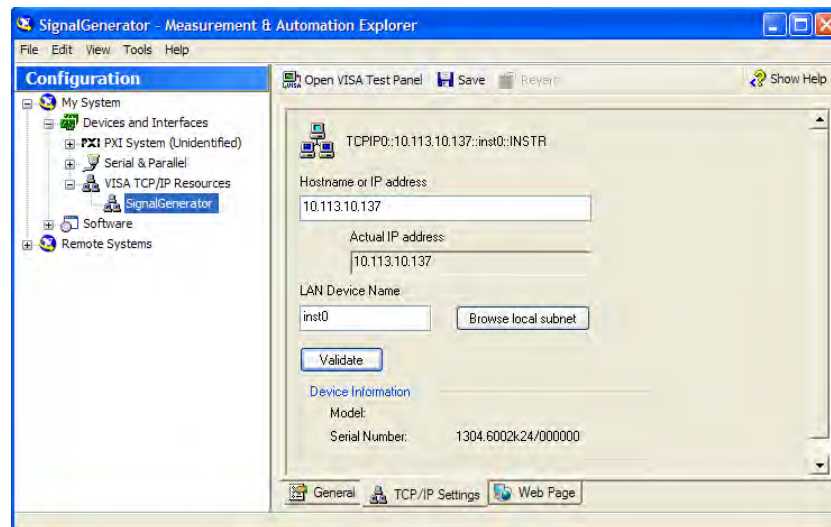 SignalGenerator - Measurement & Automation Explorer
File Edit View Tools Help
Configuration
My System
Devices and Interfaces
PXI PXI System (Unidentified)
Serial & Parallel
VISA TCP/IP Resources
SignalGenerator
Software
Remote Systems
VISA Open VISA Test Panel Save Revert Show Help
TCPIP0::10.113.10.137::inst0::INSTR
Hostname or IP address
10.113.10.137
Actual IP address
10.113.10.137
LAN Device Name
inst0 Browse local subnet
Validate
Device Information
Model:
Serial Number: 1304.6002k24/000000
General TCP/IP Settings Web Page